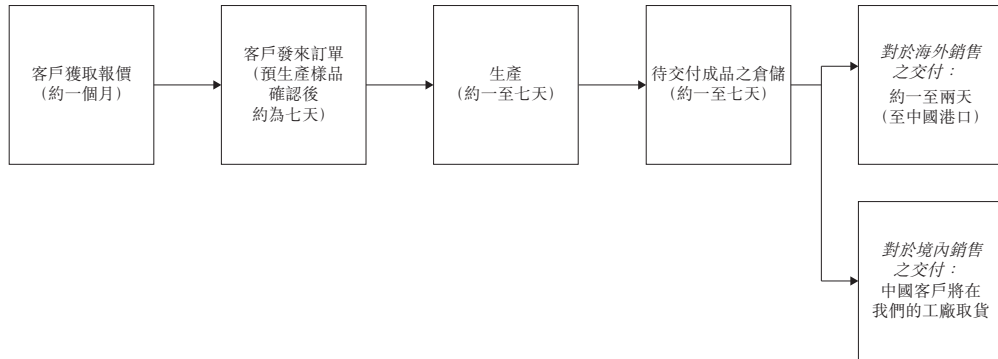 客戶獲取報價
(約一個月)
客戶發來訂單
(預生產樣品
確認後
約為七天)
生產
(約一至七天)
待交付成品之倉儲
(約一至七天)
對於海外銷售
之交付：
約一至兩天
(至中國港口)
對於境內銷售
之交付：
中國客戶將在
我們的工廠取貨